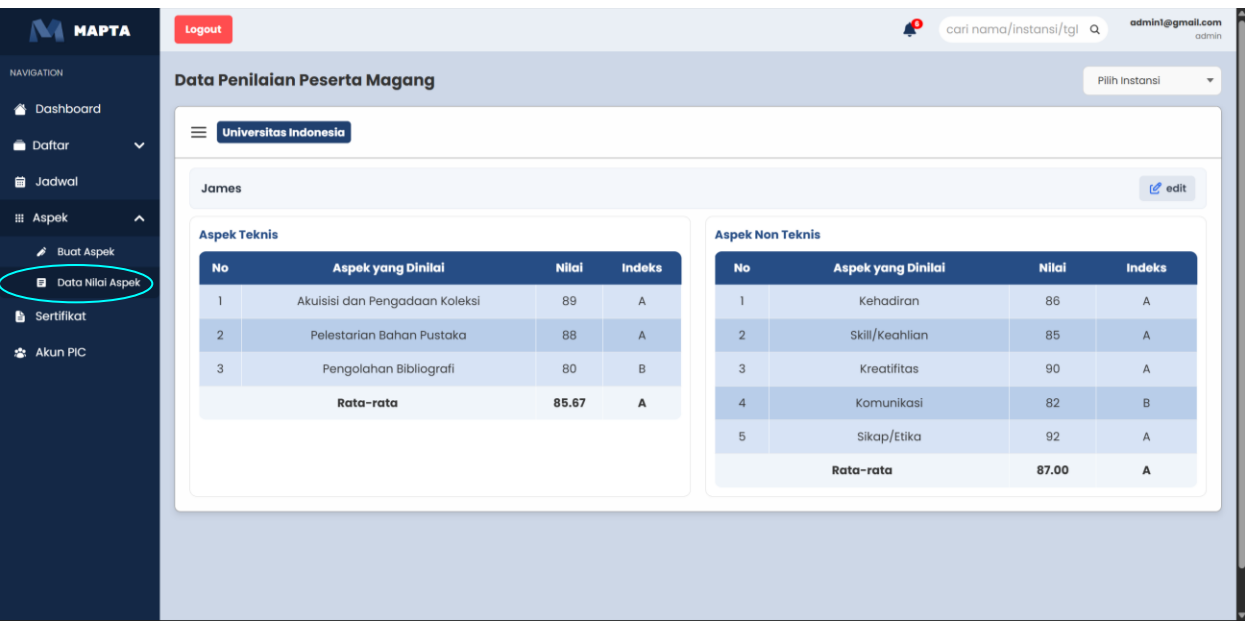 MAPTA
Logout
6
cari nama/instansi/tgl
admin1@gmail.com
admin
NAVIGATION
Dashboard
Daftar
Jadwal
Aspek
Buat Aspek
Data Nilai Aspek
Sertifikat
Akun PIC
Data Penilaian Peserta Magang
Pilih Instansi
Universitas Indonesia
James
edit
Aspek Teknis
No Aspek yang Dinilai Nilai Indeks
1 Akuisisi dan Pengadaan Koleksi 89 A
2 Pelestarian Bahan Pustaka 88 A
3 Pengolahan Bibliografi 80 B
Rata-rata 85.67 A
Aspek Non Teknis
No Aspek yang Dinilai Nilai Indeks
1 Kehadiran 86 A
2 Skill/Keahlian 85 A
3 Kreatifitas 90 A
4 Komunikasi 82 B
5 Sikap/Etika 92 A
Rata-rata 87.00 A